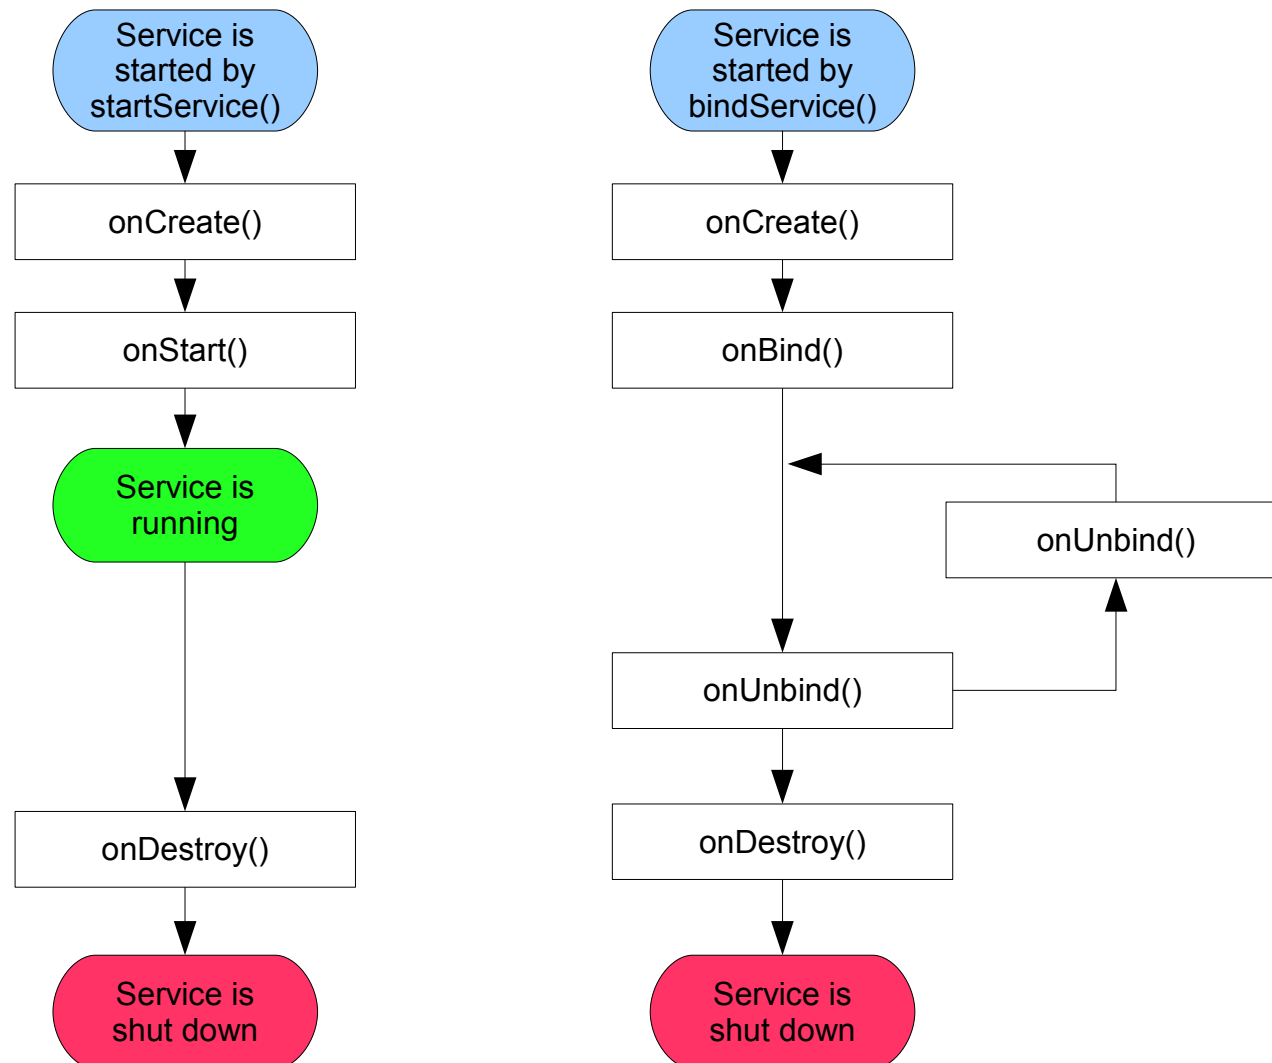 Service is
started by
startService()
onCreate()
onStart()
Service is
running
onDestroy()
Service is
shut down
Service is
started by
bindService()
onCreate()
onBind()
onUnbind()
onUnbind()
onDestroy()
Service is
shut down